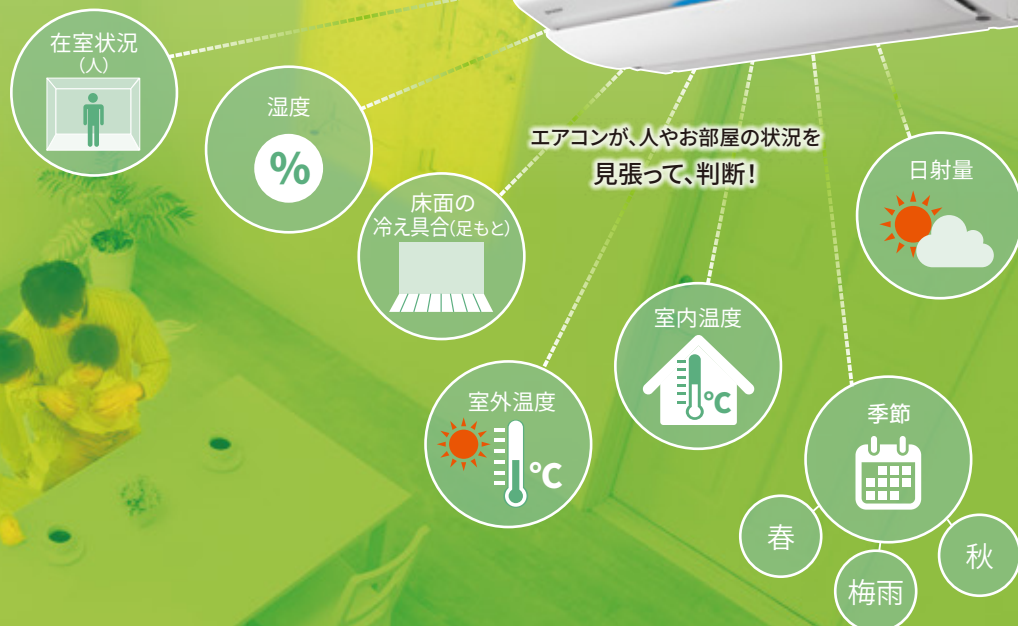 在室状況
(人)
湿度
%
床面の
冷え具合(足もと)
エアコンが、人やお部屋の状況を
見張って、判断!
日射量
室内温度
℃
室外温度
℃
季節
春
梅雨
秋